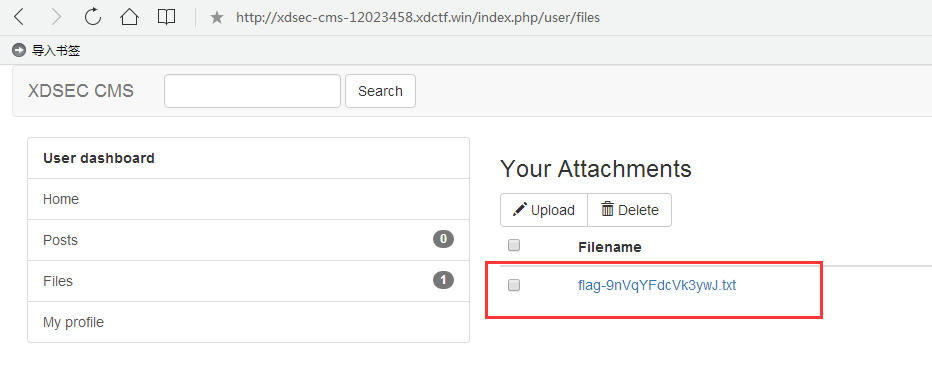 http://xdsec-cms-12023458.xdctf.win/index.php/user/files
导入书签
XDSEC CMS
Search
User dashboard
Home
Posts 0
Files 1
My profile
Your Attachments
Upload Delete
Filename
flag-9nVqYFdcVk3ywJ.txt